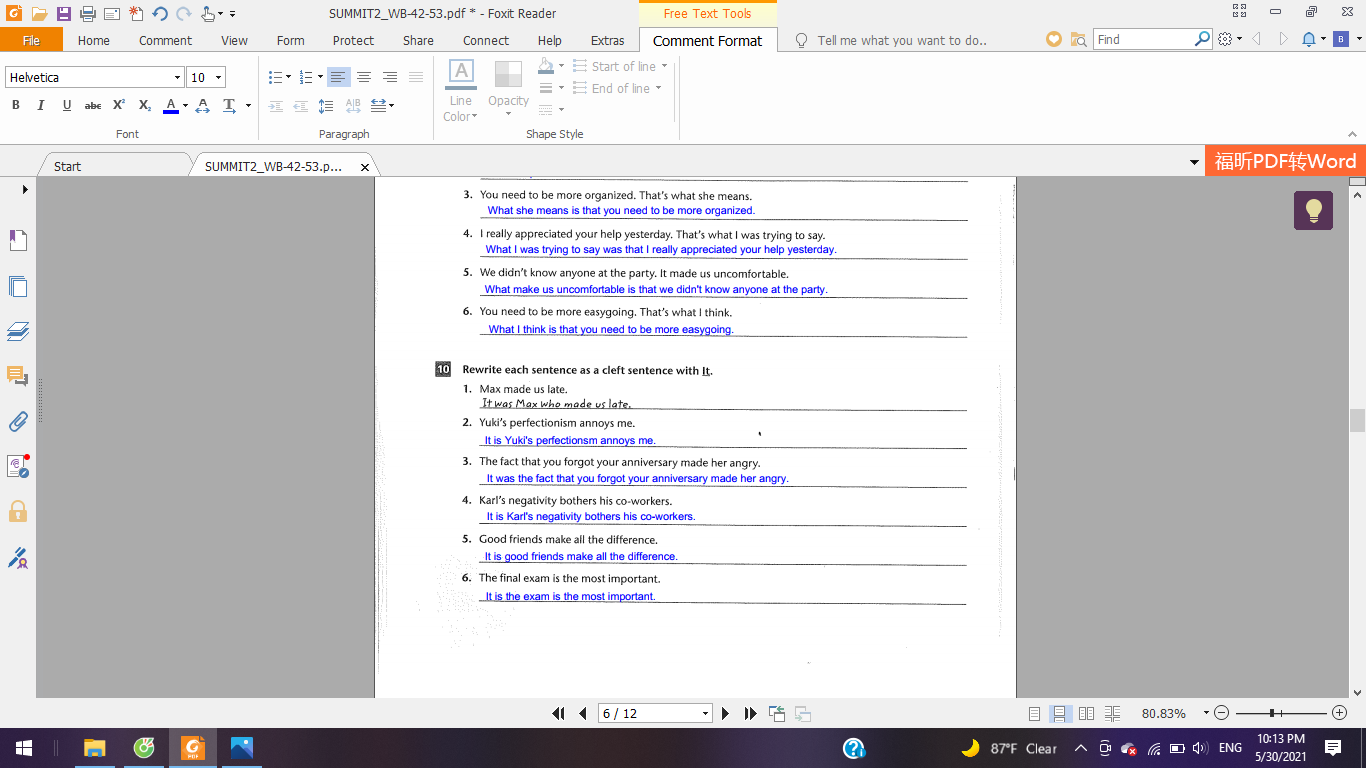 SUMMIT2_WB-42-53.pdf * - Foxit Reader
Free Text Tools
File
Home
Comment
View
Form
Protect
Share
Connect
Help
Extras
Comment Format
Tell me what you want to do..
Find
B
Helvetica
10
B I U abc X² X₂ A A T
A|B
Font
Paragraph
A
Line Color
Opacity
Start of line
End of line
Shape Style
Start
SUMMIT2_WB-42-53.p...
福昕PDF转Word
3. You need to be more organized. That's what she means.
What she means is that you need to be more organized.
4. I really appreciated your help yesterday. That's what I was trying to say.
What I was trying to say was that I really appreciated your help yesterday.
5. We didn't know anyone at the party. It made us uncomfortable.
What make us uncomfortable is that we didn't know anyone at the party.
6. You need to be more easygoing. That's what I think.
What I think is that you need to be more easygoing.
10 Rewrite each sentence as a cleft sentence with It.
1. Max made us late.
It was Max who made us late.
2. Yuki's perfectionism annoys me.
It is Yuki's perfectionsm annoys me.
3. The fact that you forgot your anniversary made her angry.
It was the fact that you forgot your anniversary made her angry.
4. Karl's negativity bothers his co-workers.
It is Karl's negativity bothers his co-workers.
5. Good friends make all the difference.
It is good friends make all the difference.
6. The final exam is the most important.
It is the exam is the most important.
6 / 12
80.83%
87°F Clear
ENG
10:13 PM
5/30/2021